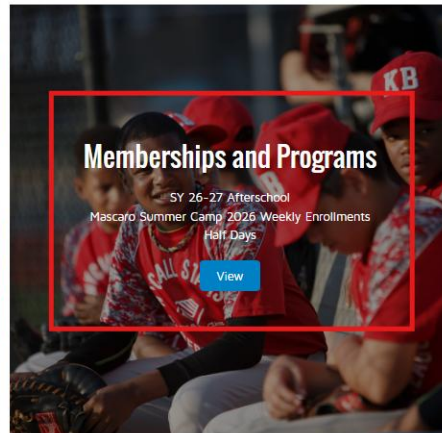 KB
Memberships and Programs
SY 26-27 Afterschool
Mascaro Summer Camp 2026 Weekly Enrollments
Half Days
View